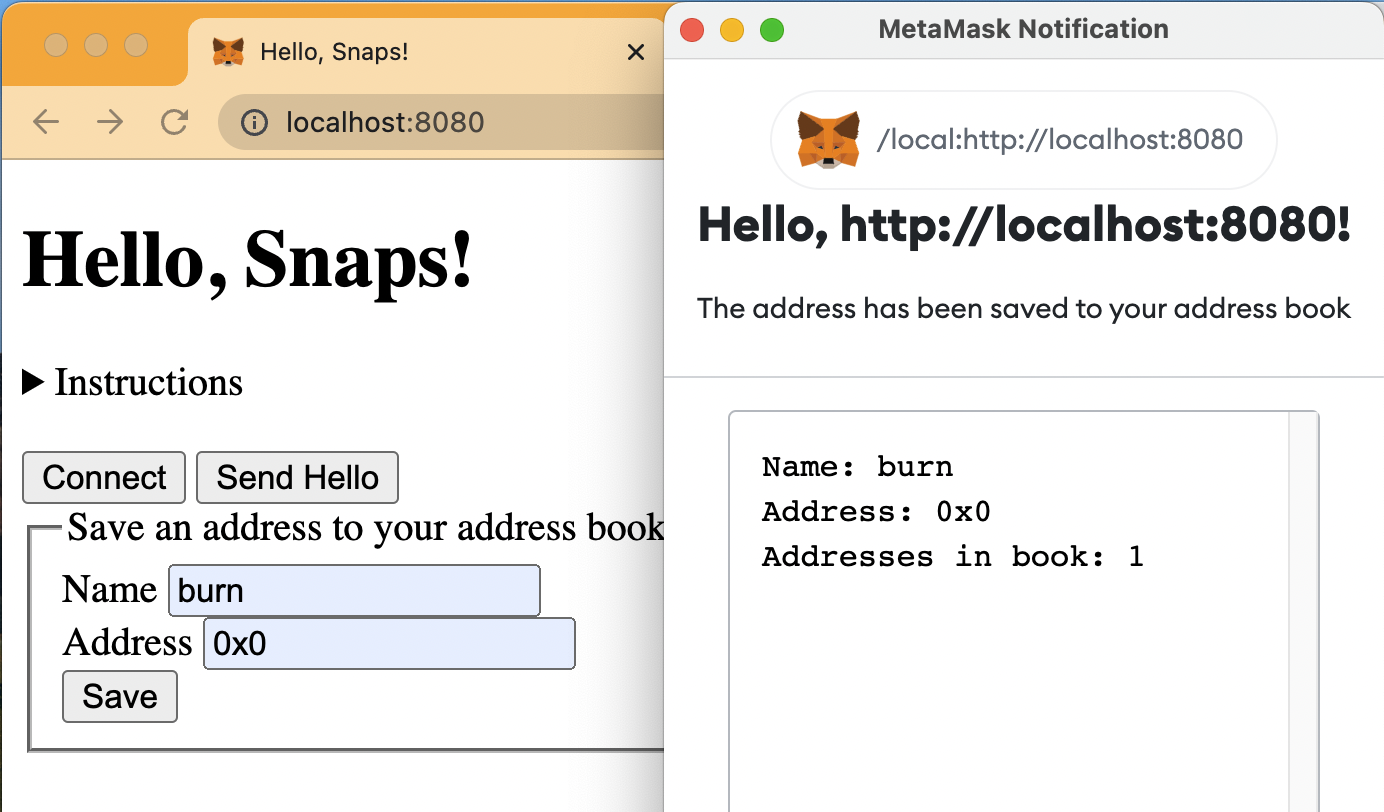 Hello, Snaps!
localhost:8080
Hello, Snaps!
Instructions
Connect Send Hello
Save an address to your address book
Name burn
Address 0x0
Save
MetaMask Notification
/local:http://localhost:8080
Hello, http://localhost:8080!
The address has been saved to your address book
Name: burn
Address: 0x0
Addresses in book: 1